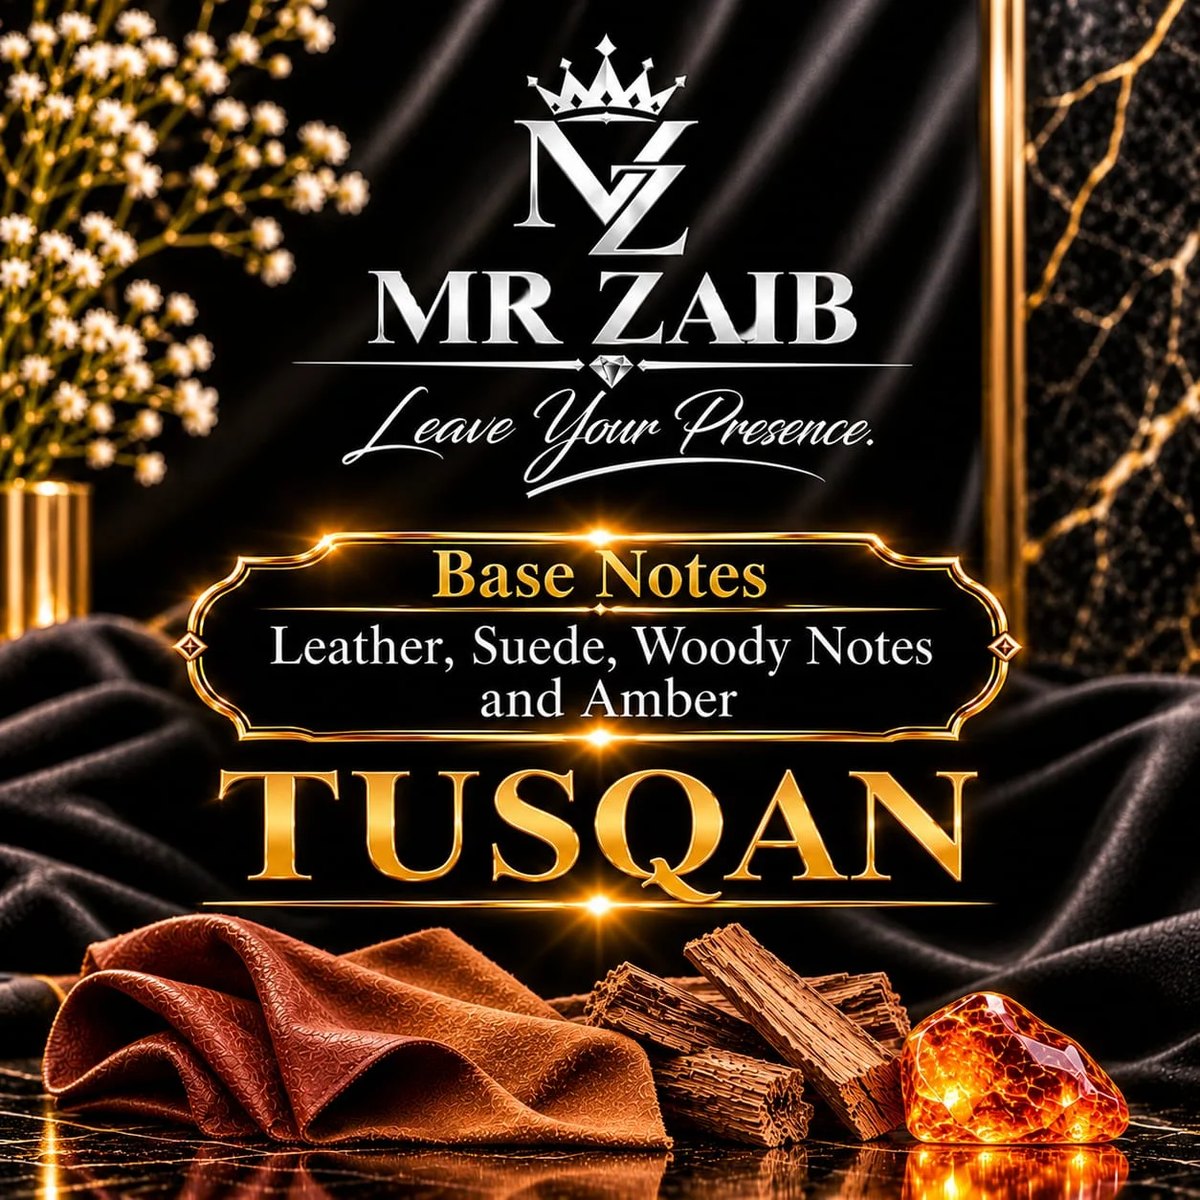 MZ
MR ZAIB
Leave Your Presence.
Base Notes
Leather, Suede, Woody Notes
and Amber
TUSQAN